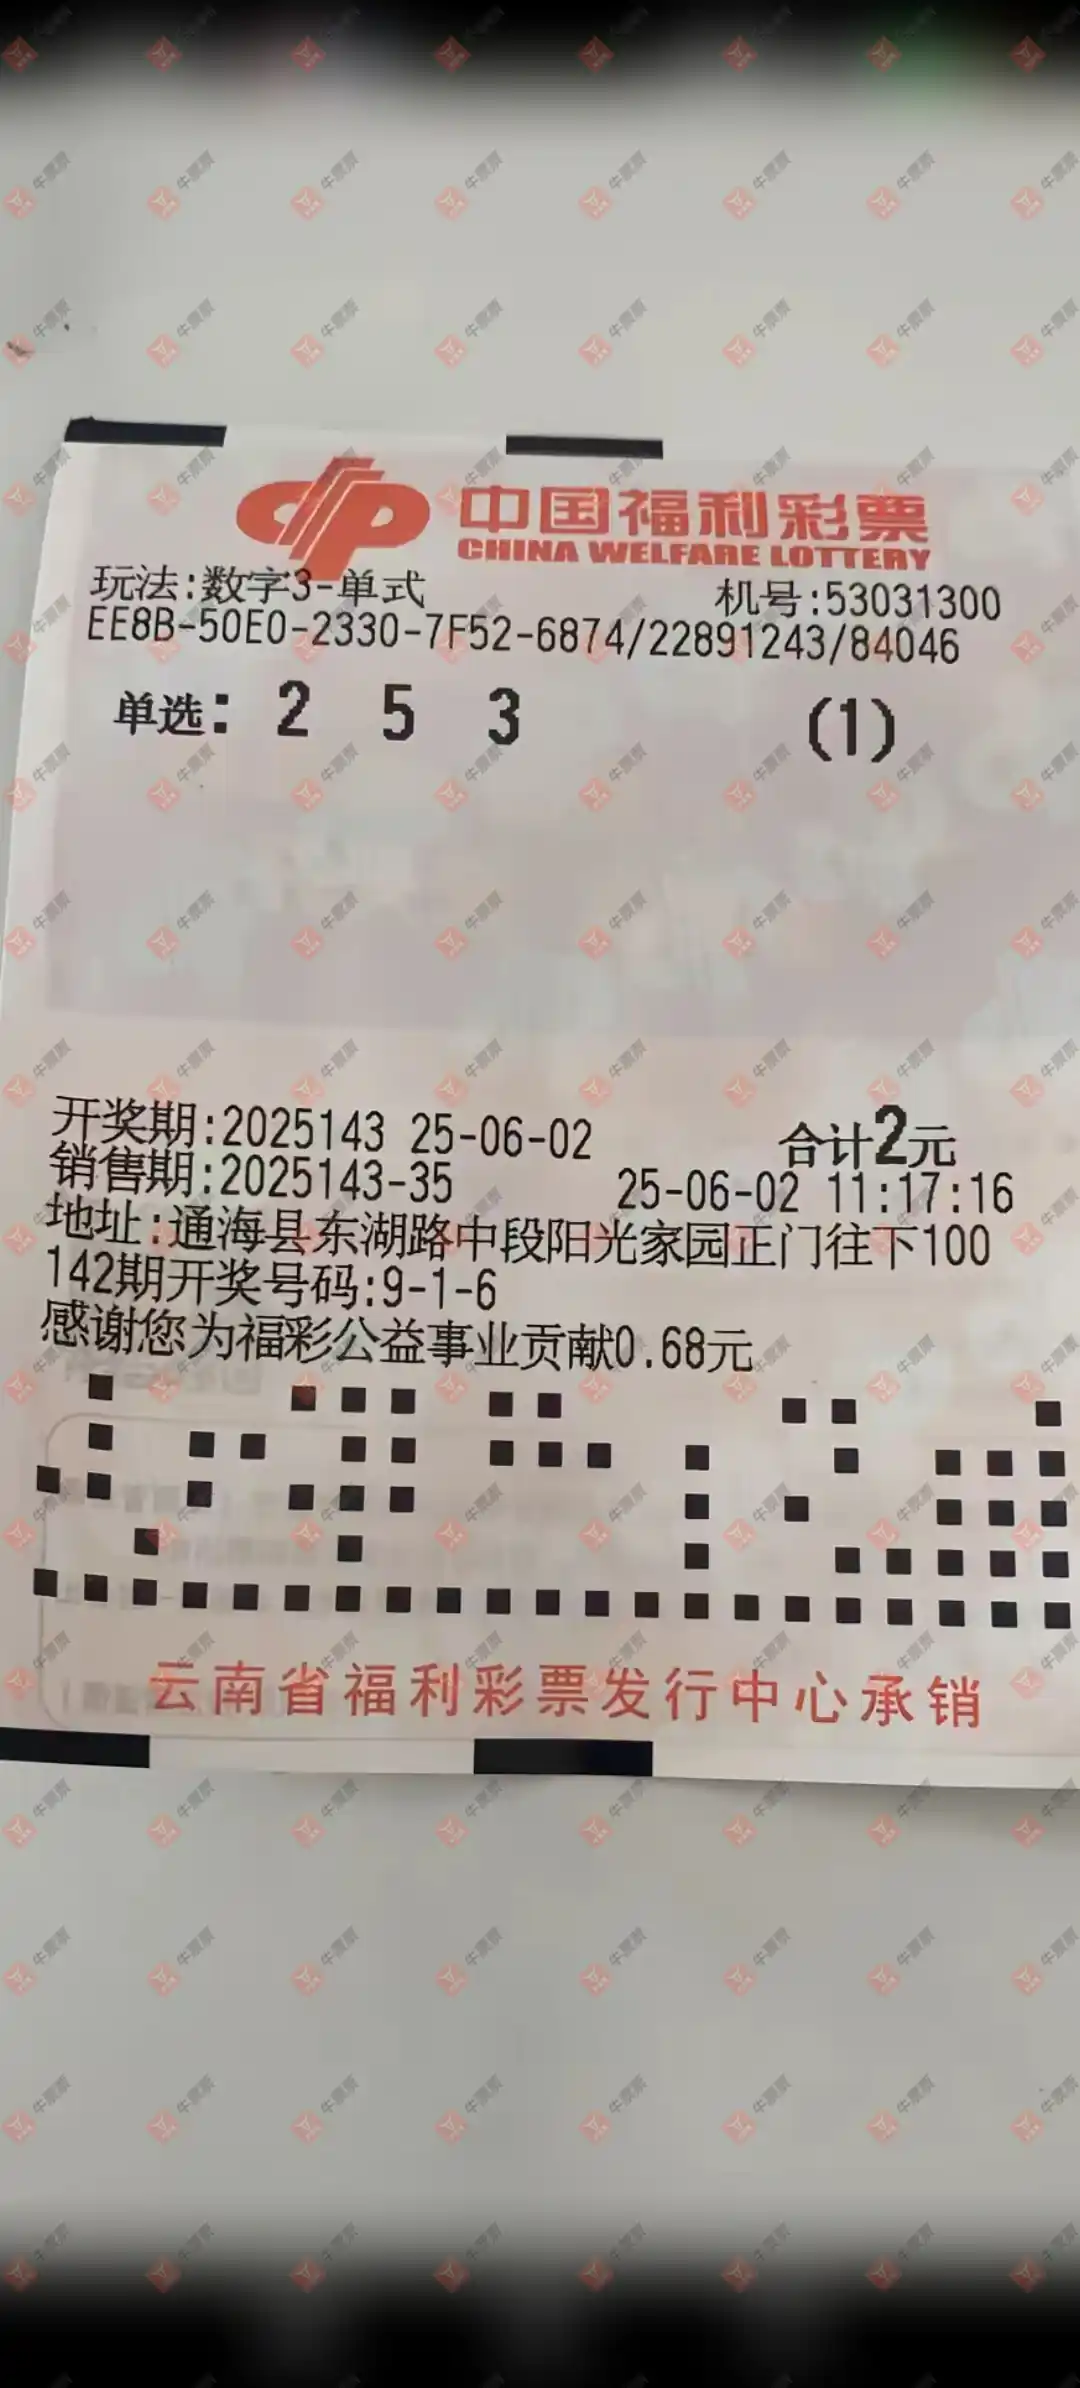 中国福利彩票
CHINA WELFARE LOTTERY
玩法:数字3-单式 机号:53031300
EE8B-50E0-2330-7F52-6874/22891243/84046
单选: 2 5 3 (1)
开奖期:2025143 25-06-02 合计2元
销售期:2025143-35 25-06-02 11:17:16
地址:通海县东湖路中段阳光家园正门往下100
142期开奖号码:9-1-6
感谢您为福彩公益事业贡献0.68元
云南省福利彩票发行中心承销
牛票票